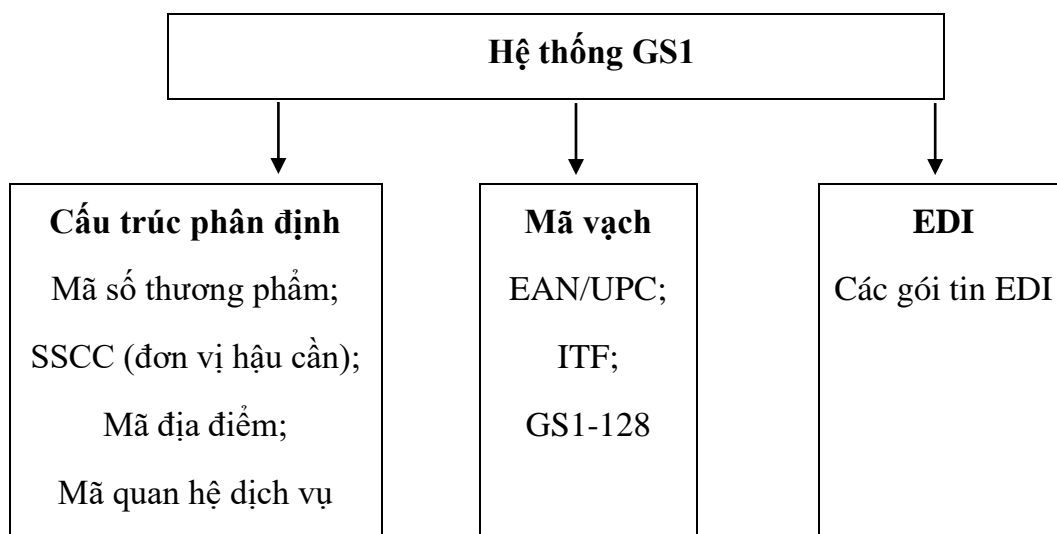 Hệ thống GS1
Cấu trúc phân định
Mã số thương phẩm;
SSCC (đơn vị hậu cần);
Mã địa điểm;
Mã quan hệ dịch vụ
Mã vạch
EAN/UPC;
ITF;
GS1-128
EDI
Các gói tin EDI